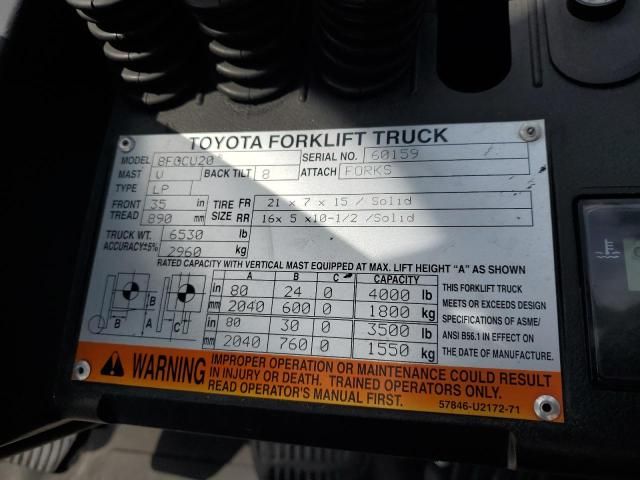 TOYOTA FORKLIFT TRUCK
MODEL 8FGCU20 SERIAL NO. 60159
MAST V BACK TILT 8 ATTACH FORKS
TYPE LP
FRONT 35 in TIRE FR 21 x 7 x 15 / Solid
TREAD 890 mm SIZE RR 16x 5 x10-1/2 /Solid
TRUCK WT. 6530 lb
ACCURACY±5% 2960 kg
RATED CAPACITY WITH VERTICAL MAST EQUIPPED AT MAX. LIFT HEIGHT "A" AS SHOWN
A B C CAPACITY
in 80 24 0 4000 lb
mm 2040 600 0 1800 kg
in 80 30 0 3500 lb
mm 2040 760 0 1550 kg
THIS FORKLIFT TRUCK
MEETS OR EXCEEDS DESIGN
SPECIFICATIONS OF ASME/
ANSI B56.1 IN EFFECT ON
THE DATE OF MANUFACTURE.
B A C
WARNING
IMPROPER OPERATION OR MAINTENANCE COULD RESULT
IN INJURY OR DEATH. TRAINED OPERATORS ONLY.
READ OPERATOR'S MANUAL FIRST.
57846-U2172-71